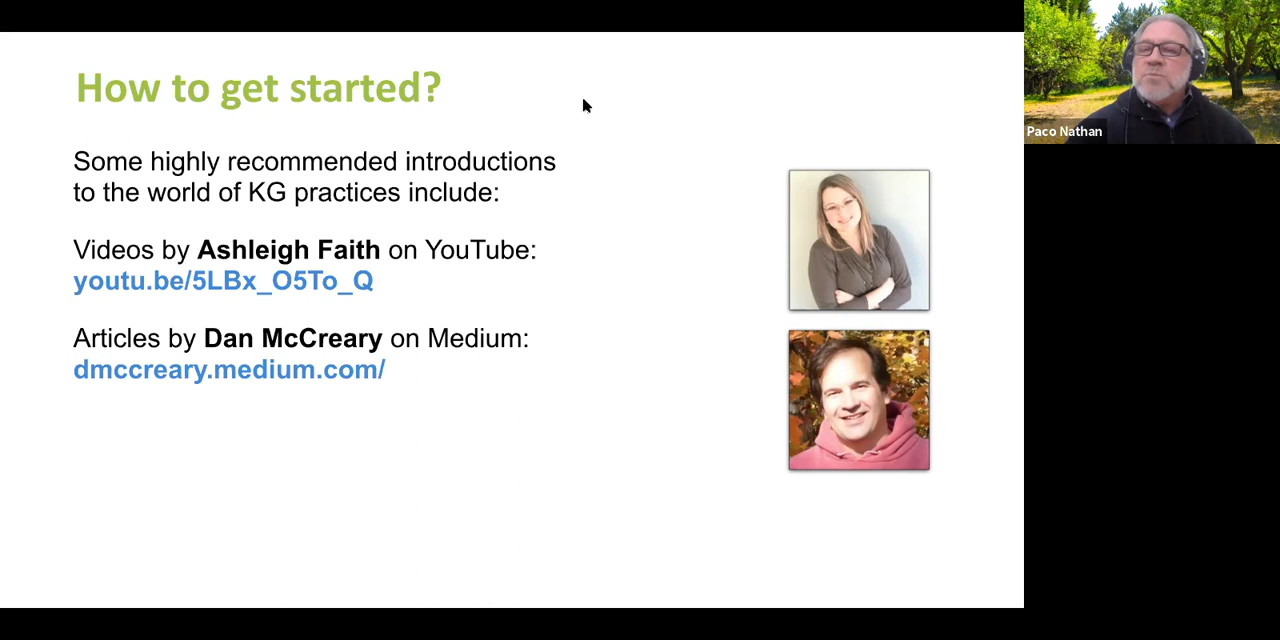 How to get started?
Some highly recommended introductions
to the world of KG practices include:
Videos by Ashleigh Faith on YouTube:
youtu.be/5LBx_O5To_Q
Articles by Dan McCreary on Medium:
dmccreary.medium.com/
Paco Nathan